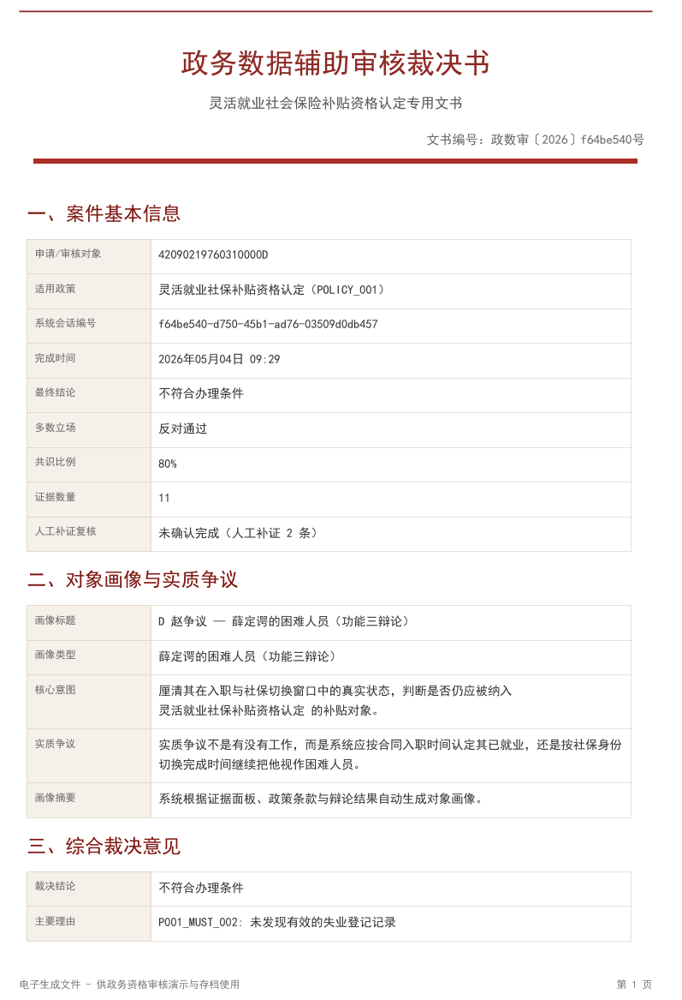 政务数据辅助审核裁决书
灵活就业社会保险补贴资格认定专用文书
文书编号：政数审〔2026〕f64be540号
一、案件基本信息
申请/审核对象 42090219760310000D
适用政策 灵活就业社保补贴资格认定（POLICY_001）
系统会话编号 f64be540-d750-45b1-ad76-03509d0db457
完成时间 2026年05月04日 09:29
最终结论 不符合办理条件
多数立场 反对通过
共识比例 80%
证据数量 11
人工补证复核 未确认完成（人工补证 2 条）
二、对象画像与实质争议
画像标题 D 赵争议 — 薛定谔的困难人员（功能三辩论）
画像类型 薛定谔的困难人员（功能三辩论）
核心意图 厘清其在入职与社保切换窗口中的真实状态，判断是否仍应被纳入
灵活就业社保补贴资格认定 的补贴对象。
实质争议 实质争议不是有没有工作，而是系统应按合同入职时间认定其已就业，还是按社保身份
切换完成时间继续把他视作困难人员。
画像摘要 系统根据证据面板、政策条款与辩论结果自动生成对象画像。
三、综合裁决意见
裁决结论 不符合办理条件
主要理由 P001_MUST_002: 未发现有效的失业登记记录
电子生成文件 - 供政务资格审核演示与存档使用 第 1 页